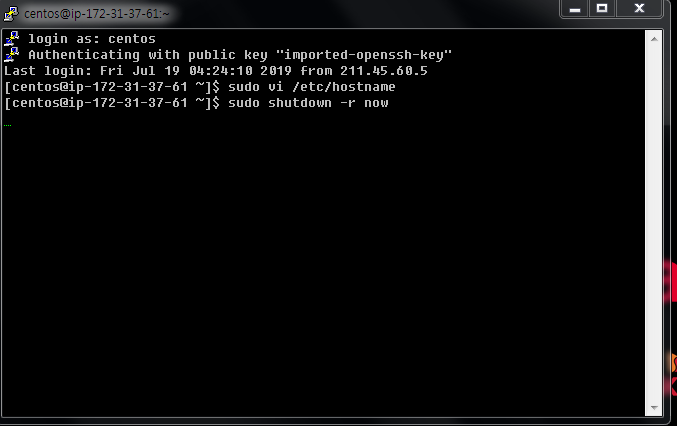 centos@ip-172-31-37-61:~
login as: centos
Authenticating with public key "imported-openssh-key"
Last login: Fri Jul 19 04:24:10 2019 from 211.45.60.5
[centos@ip-172-31-37-61 ~]$ sudo vi /etc/hostname
[centos@ip-172-31-37-61 ~]$ sudo shutdown -r now